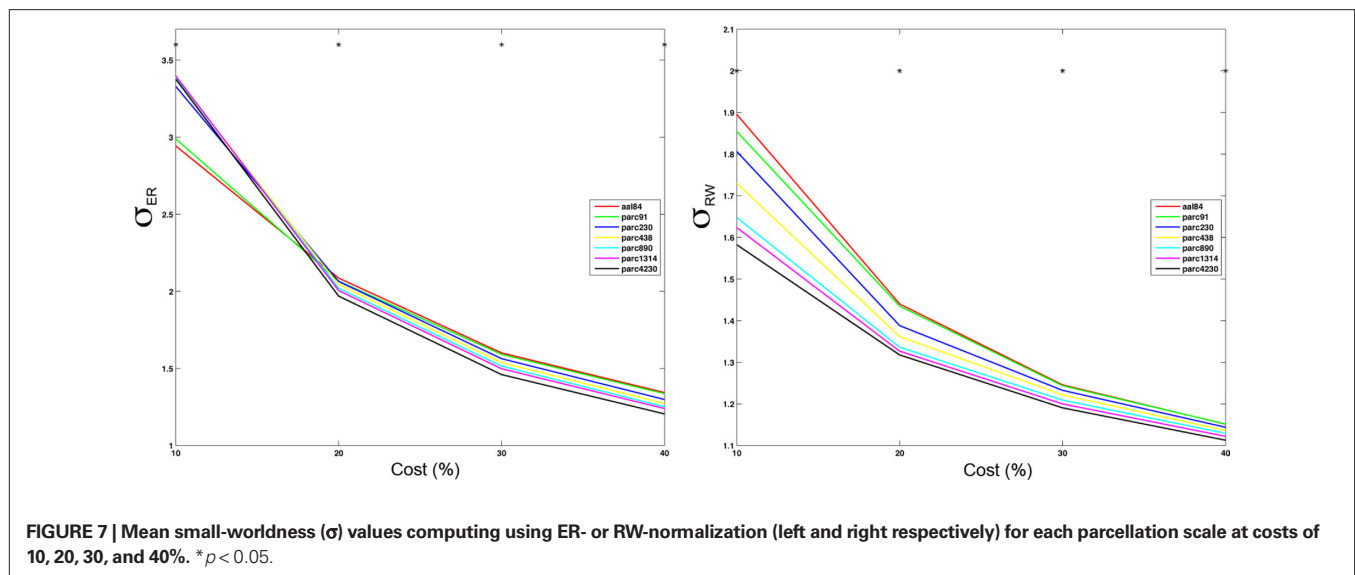 3.5
3
2.5
2
1.5
1
σER
10
20
30
40
Cost (%)
*
*
*
*
aal84
parc91
parc230
parc438
parc890
parc1314
parc4230
2.1
2
1.9
1.8
1.7
1.6
1.5
1.4
1.3
1.2
1.1
σRW
10
20
30
40
Cost (%)
*
*
*
*
aal84
parc91
parc230
parc438
parc890
parc1314
parc4230
FIGURE 7 | Mean small-worldness (σ) values computing using ER- or RW-normalization (left and right respectively) for each parcellation scale at costs of
10, 20, 30, and 40%. *p < 0.05.